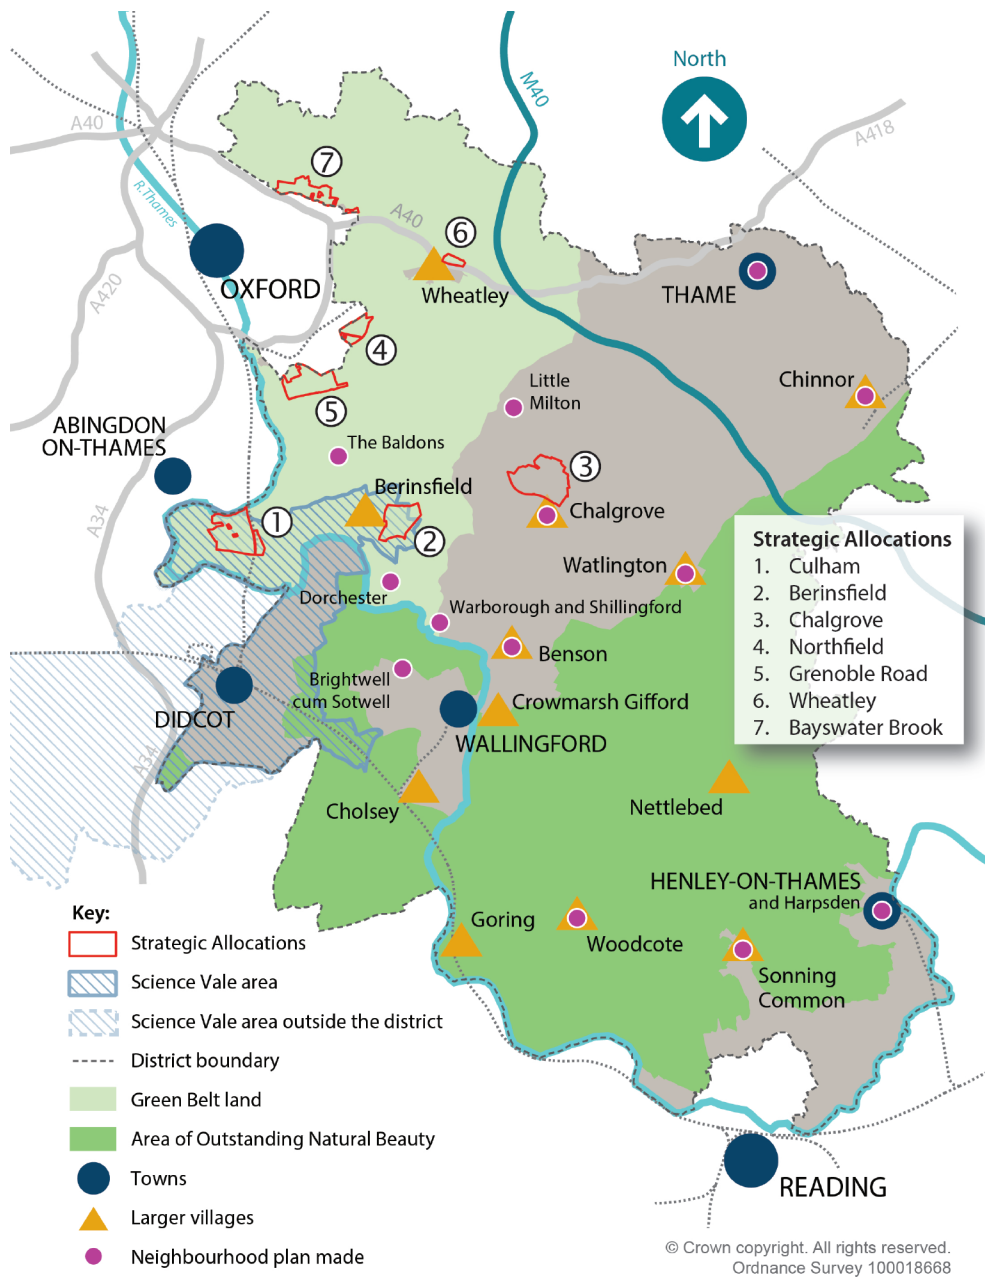 North
M40
A40
A418
R.Thames
7
A40
6
OXFORD
Wheatley
THAME
A420
4
Chinnor
Little
Milton
5
ABINGDON
ON-THAMES
The Baldons
3
Berinsfield
Chalgrove
A34
1
2
Strategic Allocations
1. Culham
2. Berinsfield
3. Chalgrove
4. Northfield
5. Grenoble Road
6. Wheatley
7. Bayswater Brook
Watlington
Dorchester
Warborough and Shillingford
Benson
Brightwell
cum Sotwell
Crowmarsh Gifford
DIDCOT
WALLINGFORD
A34
Cholsey
Nettlebed
HENLEY-ON-THAMES
and Harpsden
Goring
Woodcote
Sonning
Common
Key:
Strategic Allocations
Science Vale area
Science Vale area outside the district
District boundary
Green Belt land
Area of Outstanding Natural Beauty
Towns
Larger villages
Neighbourhood plan made
READING
© Crown copyright. All rights reserved.
Ordnance Survey 100018668